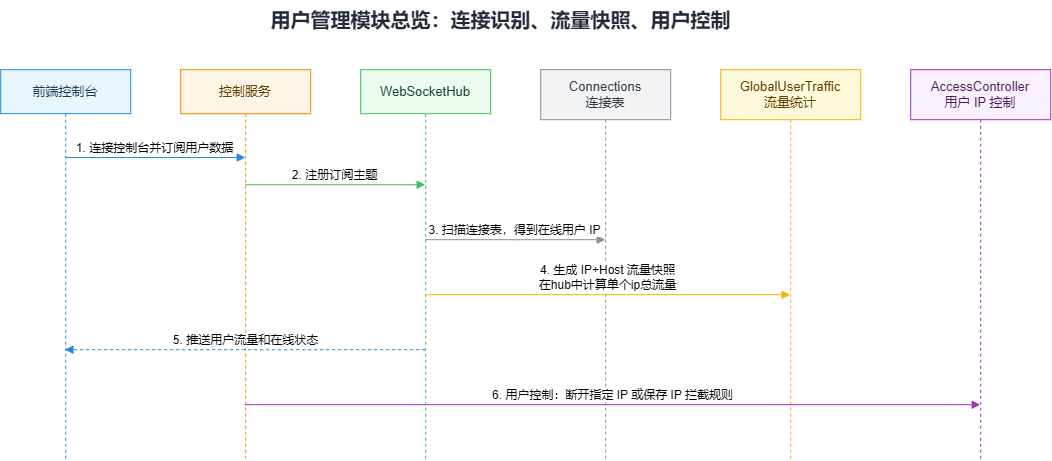 用户管理模块总览：连接识别、流量快照、用户控制
前端控制台
控制服务
WebSocketHub
Connections
连接表
GlobalUserTraffic
流量统计
AccessController
用户 IP 控制
1. 连接控制台并订阅用户数据
2. 注册订阅主题
3. 扫描连接表，得到在线用户 IP
4. 生成 IP+Host 流量快照
在hub中计算单个ip总流量
5. 推送用户流量和在线状态
6. 用户控制：断开指定 IP 或保存 IP 拦截规则